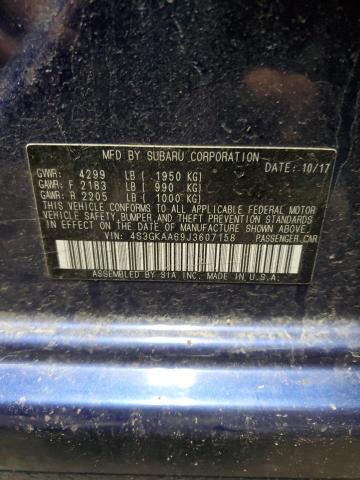 MFD BY SUBARU CORPORATION
DATE: 10/17
GVWR: 4299 LB ( 1950 KG)
GAWR: F 2183 LB ( 990 KG)
GAWR: R 2205 LB ( 1000 KG)
THIS VEHICLE CONFORMS TO ALL APPLICABLE FEDERAL MOTOR
VEHICLE SAFETY, BUMPER, AND THEFT PREVENTION STANDARDS
IN EFFECT ON THE DATE OF MANUFACTURE SHOWN ABOVE.
VIN: 4S3GKAA69J3607158 PASSENGER CAR
ASSEMBLED BY SIA INC. MADE IN U.S.A.